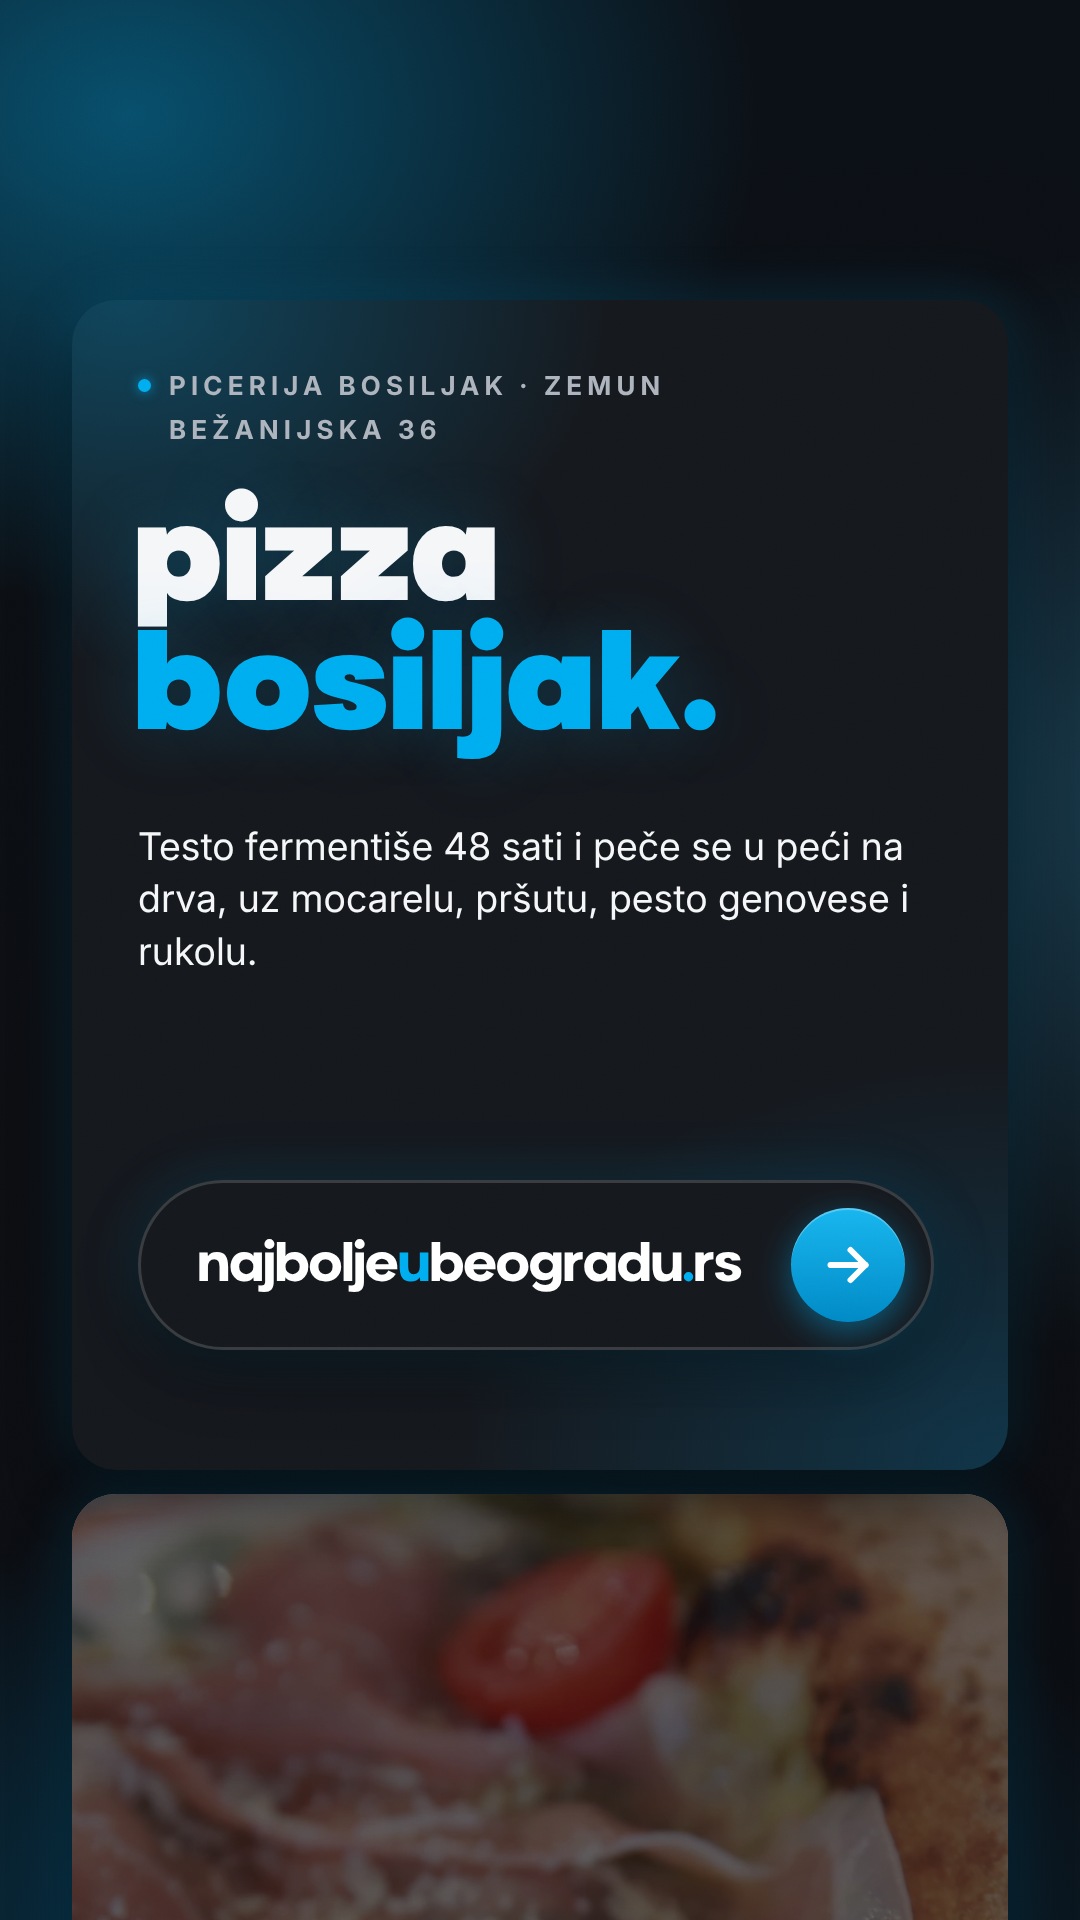 PICERIJA BOSILJAK · ZEMUN
BEŽANIJSKA 36
pizza
bosiljak.
Testo fermentiše 48 sati i peče se u peći na
drva, uz mocarelu, pršutu, pesto genovese i
rukolu.
najboljeubeogradu.rs